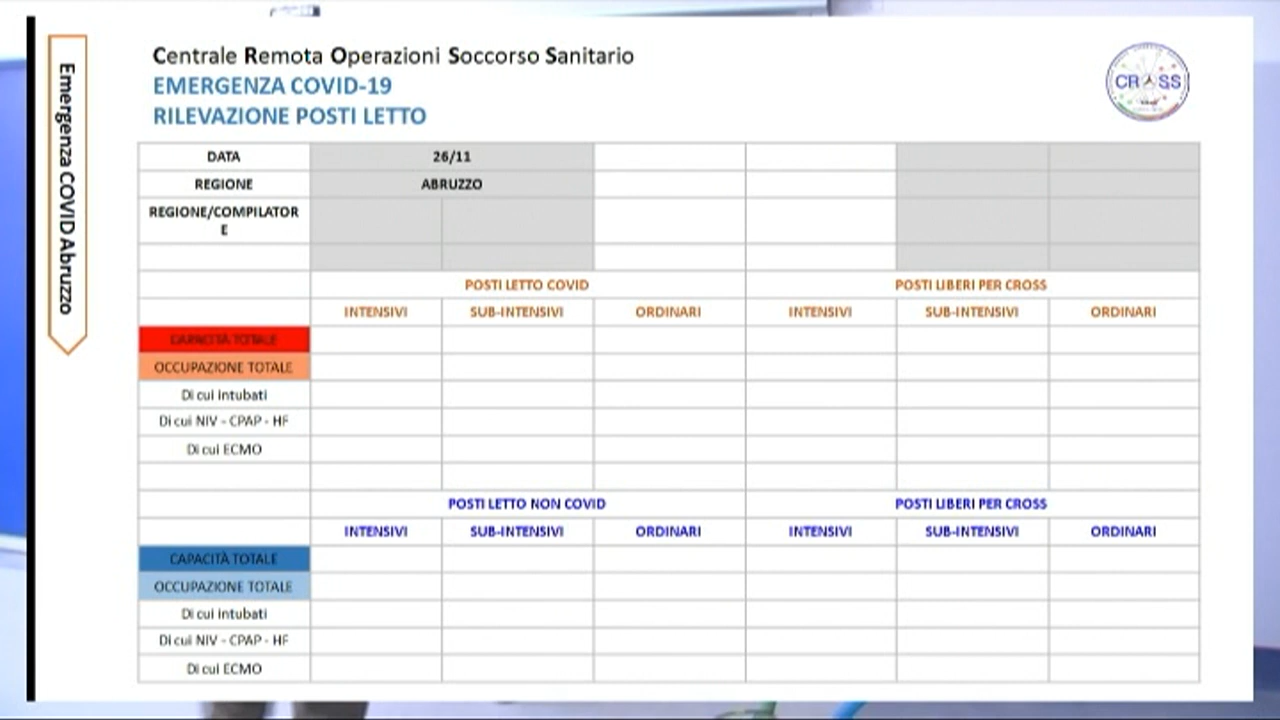 Emergenza COVID Abruzzo
Centrale Remota Operazioni Soccorso Sanitario
EMERGENZA COVID-19
RILEVAZIONE POSTI LETTO
CROSS
DATA 26/11
REGIONE ABRUZZO
REGIONE/COMPILATOR
E
POSTI LETTO COVID POSTI LIBERI PER CROSS
INTENSIVI SUB-INTENSIVI ORDINARI INTENSIVI SUB-INTENSIVI ORDINARI
CAPACITÀ TOTALE
OCCUPAZIONE TOTALE
Di cui intubati
Di cui NIV - CPAP - HF
Di cui ECMO
POSTI LETTO NON COVID POSTI LIBERI PER CROSS
INTENSIVI SUB-INTENSIVI ORDINARI INTENSIVI SUB-INTENSIVI ORDINARI
CAPACITÀ TOTALE
OCCUPAZIONE TOTALE
Di cui intubati
Di cui NIV - CPAP - HF
Di cui ECMO